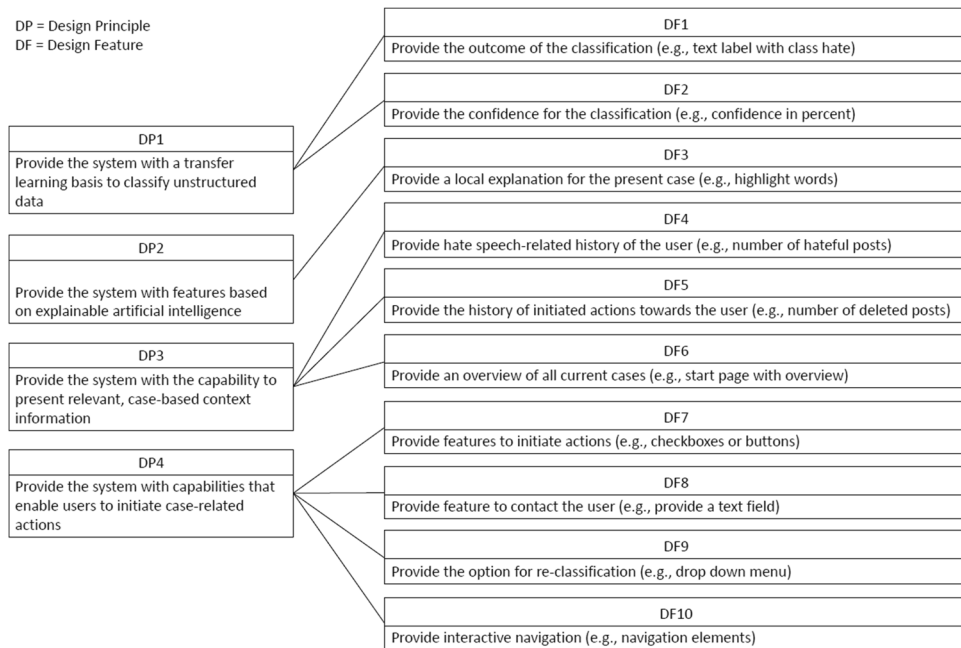 DP = Design Principle
DF = Design Feature
DP1
Provide the system with a transfer
learning basis to classify unstructured
data
DP2
Provide the system with features based
on explainable artificial intelligence
DP3
Provide the system with the capability to
present relevant, case-based context
information
DP4
Provide the system with capabilities that
enable users to initiate case-related
actions
DF1
Provide the outcome of the classification (e.g., text label with class hate)
DF2
Provide the confidence for the classification (e.g., confidence in percent)
DF3
Provide a local explanation for the present case (e.g., highlight words)
DF4
Provide hate speech-related history of the user (e.g., number of hateful posts)
DF5
Provide the history of initiated actions towards the user (e.g., number of deleted posts)
DF6
Provide an overview of all current cases (e.g., start page with overview)
DF7
Provide features to initiate actions (e.g., checkboxes or buttons)
DF8
Provide feature to contact the user (e.g., provide a text field)
DF9
Provide the option for re-classification (e.g., drop down menu)
DF10
Provide interactive navigation (e.g., navigation elements)